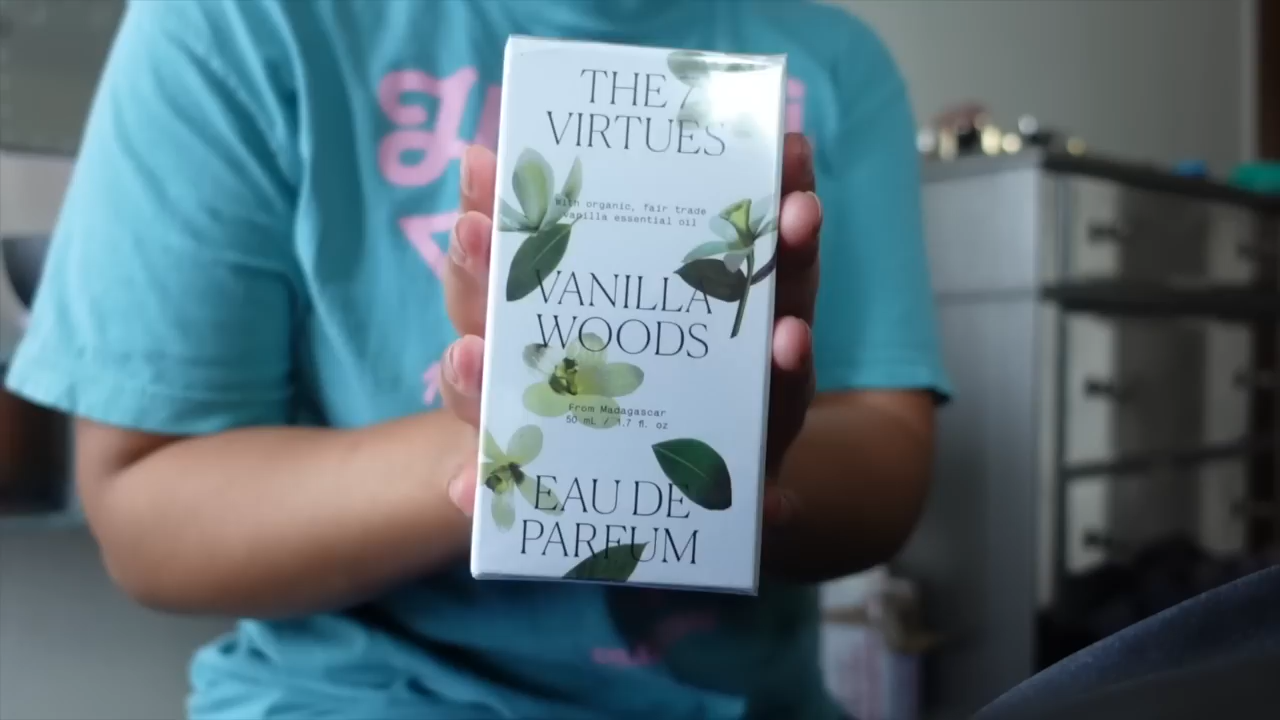 THE 7
VIRTUES
With organic, fair trade
vanilla essential oil
VANILLA
WOODS
From Madagascar
50 mL / 1.7 fl. oz
EAU DE
PARFUM